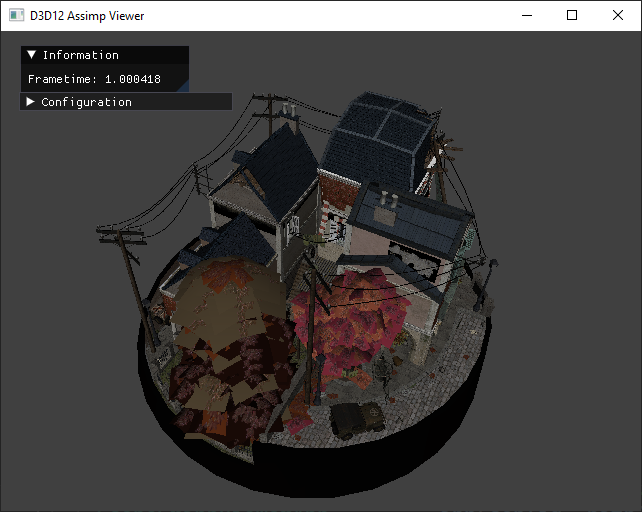 D3D12 Assimp Viewer
Information
Frametime: 1.000418
Configuration